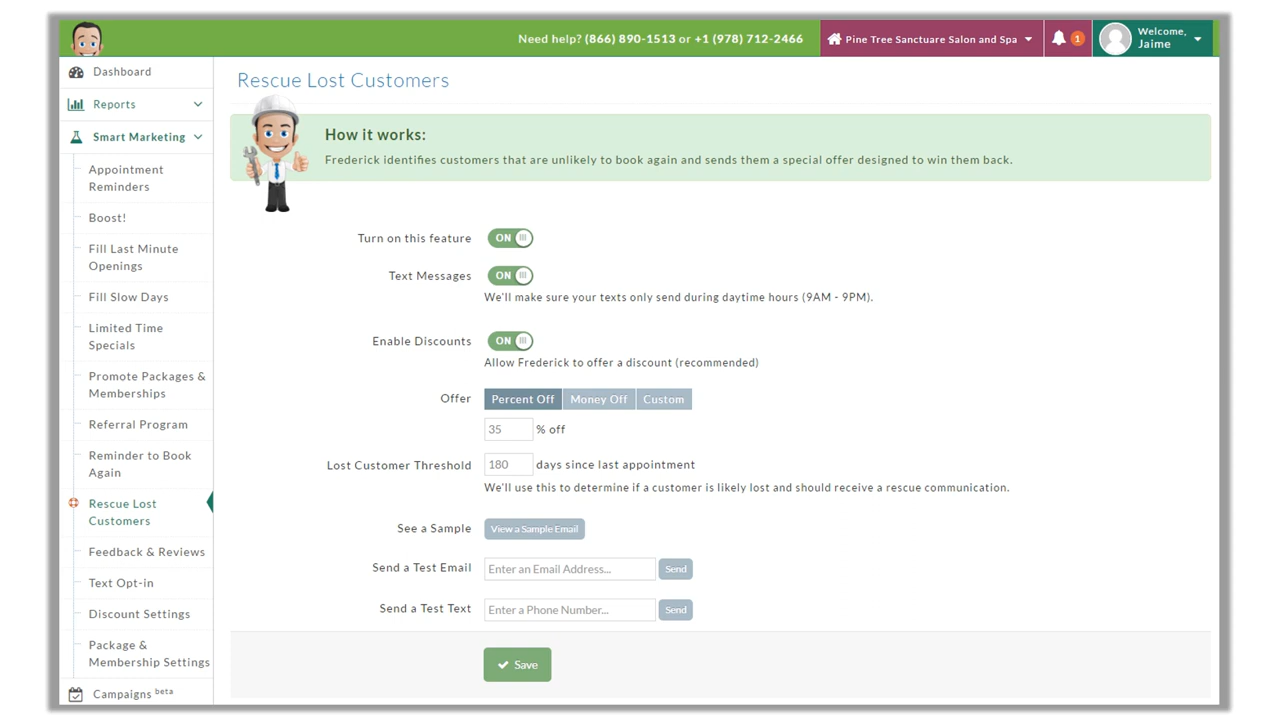 Need help? (866) 890-1513 or +1 (978) 712-2466
Pine Tree Sanctuare Salon and Spa
1
Welcome,
Jaime
Dashboard
Reports
Smart Marketing
Appointment
Reminders
Boost!
Fill Last Minute
Openings
Fill Slow Days
Limited Time
Specials
Promote Packages &
Memberships
Referral Program
Reminder to Book
Again
Rescue Lost
Customers
Feedback & Reviews
Text Opt-in
Discount Settings
Package &
Membership Settings
Campaigns beta
Rescue Lost Customers
How it works:
Frederick identifies customers that are unlikely to book again and sends them a special offer designed to win them back.
Turn on this feature ON
Text Messages ON
We'll make sure your texts only send during daytime hours (9AM - 9PM).
Enable Discounts ON
Allow Frederick to offer a discount (recommended)
Offer Percent Off Money Off Custom
35 % off
Lost Customer Threshold 180 days since last appointment
We'll use this to determine if a customer is likely lost and should receive a rescue communication.
See a Sample View a Sample Email
Send a Test Email Enter an Email Address... Send
Send a Test Text Enter a Phone Number... Send
Save